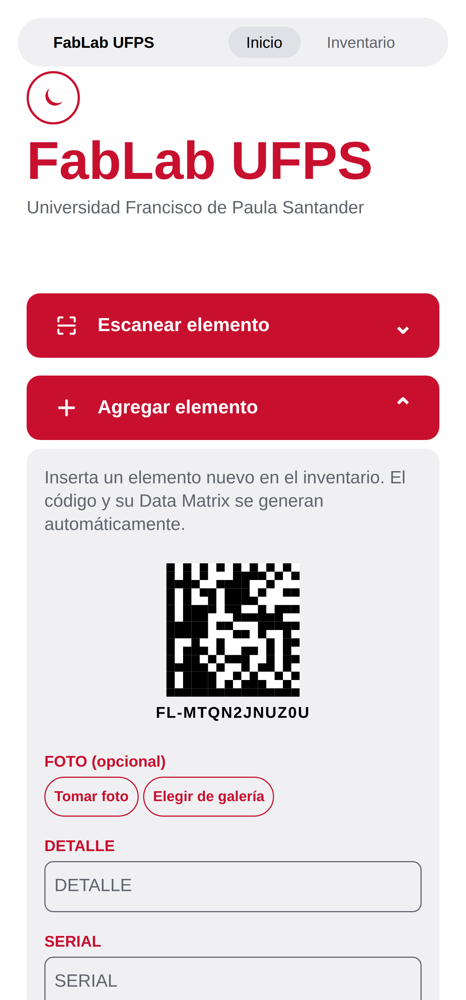 FabLab UFPS
Inicio
Inventario
FabLab UFPS
Universidad Francisco de Paula Santander
Escanear elemento
Agregar elemento
Inserta un elemento nuevo en el inventario. El
código y su Data Matrix se generan
automáticamente.
FL-MTQN2JNUZ0U
FOTO (opcional)
Tomar foto
Elegir de galería
DETALLE
DETALLE
SERIAL
SERIAL